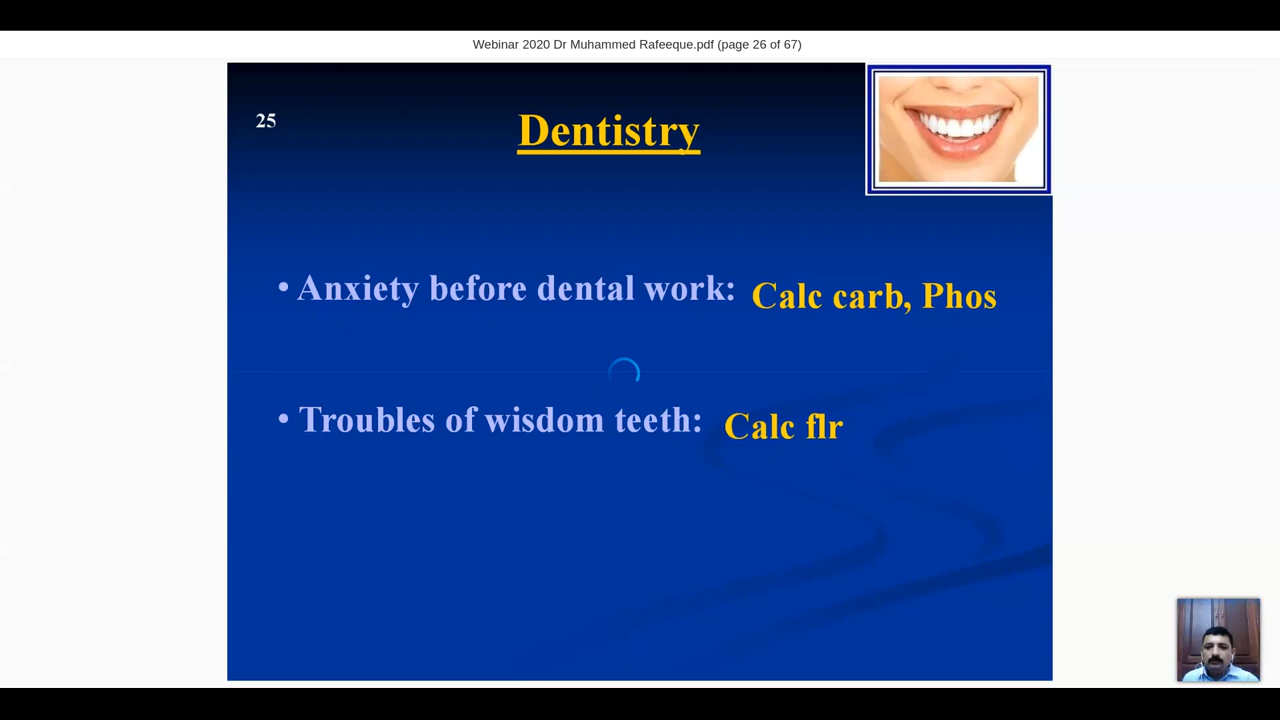 Webinar 2020 Dr Muhammed Rafeeque.pdf (page 26 of 67)
25
Dentistry
• Anxiety before dental work: Calc carb, Phos
• Troubles of wisdom teeth: Calc flr